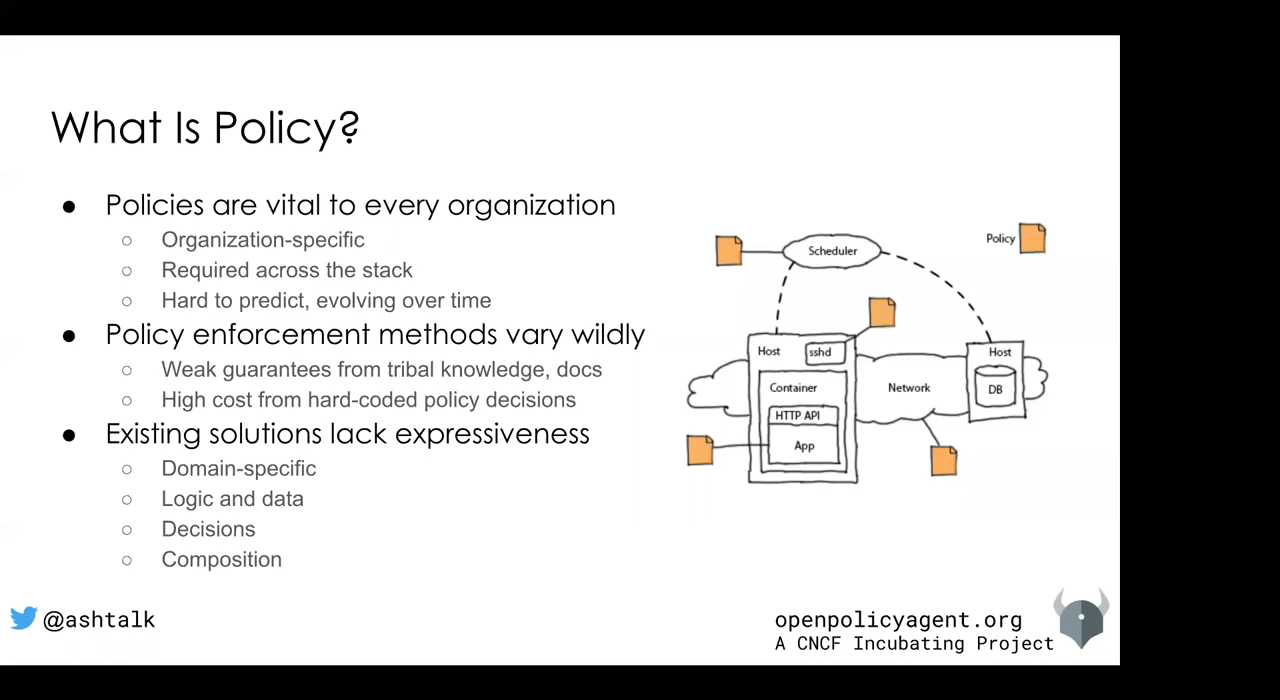 What Is Policy?
● Policies are vital to every organization
○ Organization-specific
○ Required across the stack
○ Hard to predict, evolving over time
● Policy enforcement methods vary wildly
○ Weak guarantees from tribal knowledge, docs
○ High cost from hard-coded policy decisions
● Existing solutions lack expressiveness
○ Domain-specific
○ Logic and data
○ Decisions
○ Composition
Policy
Scheduler
Host
sshd
Host
Container
Network
DB
HTTP API
App
@ashtalk
openpolicyagent.org
A CNCF Incubating Project